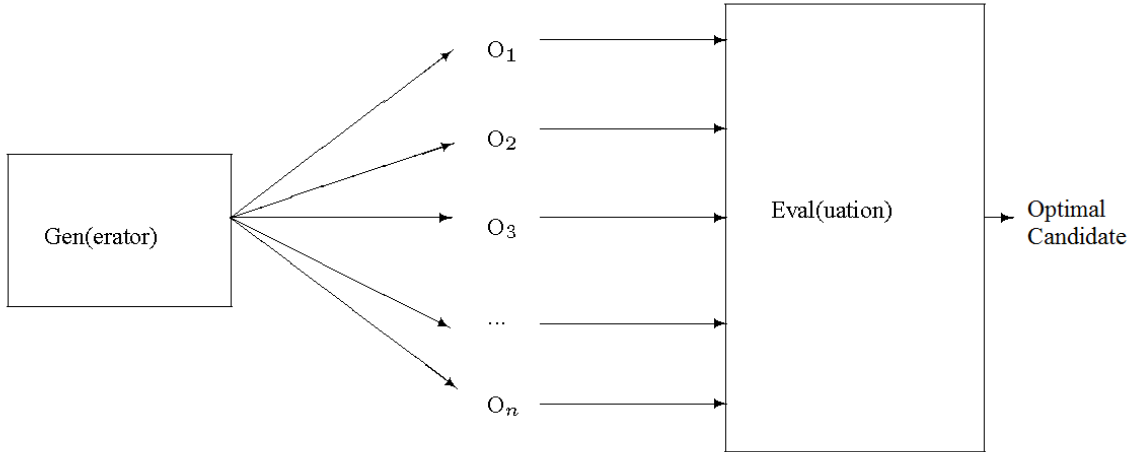 Gen(erator)
O₁
O₂
O₃
...
Oₙ
Eval(uation)
Optimal
Candidate